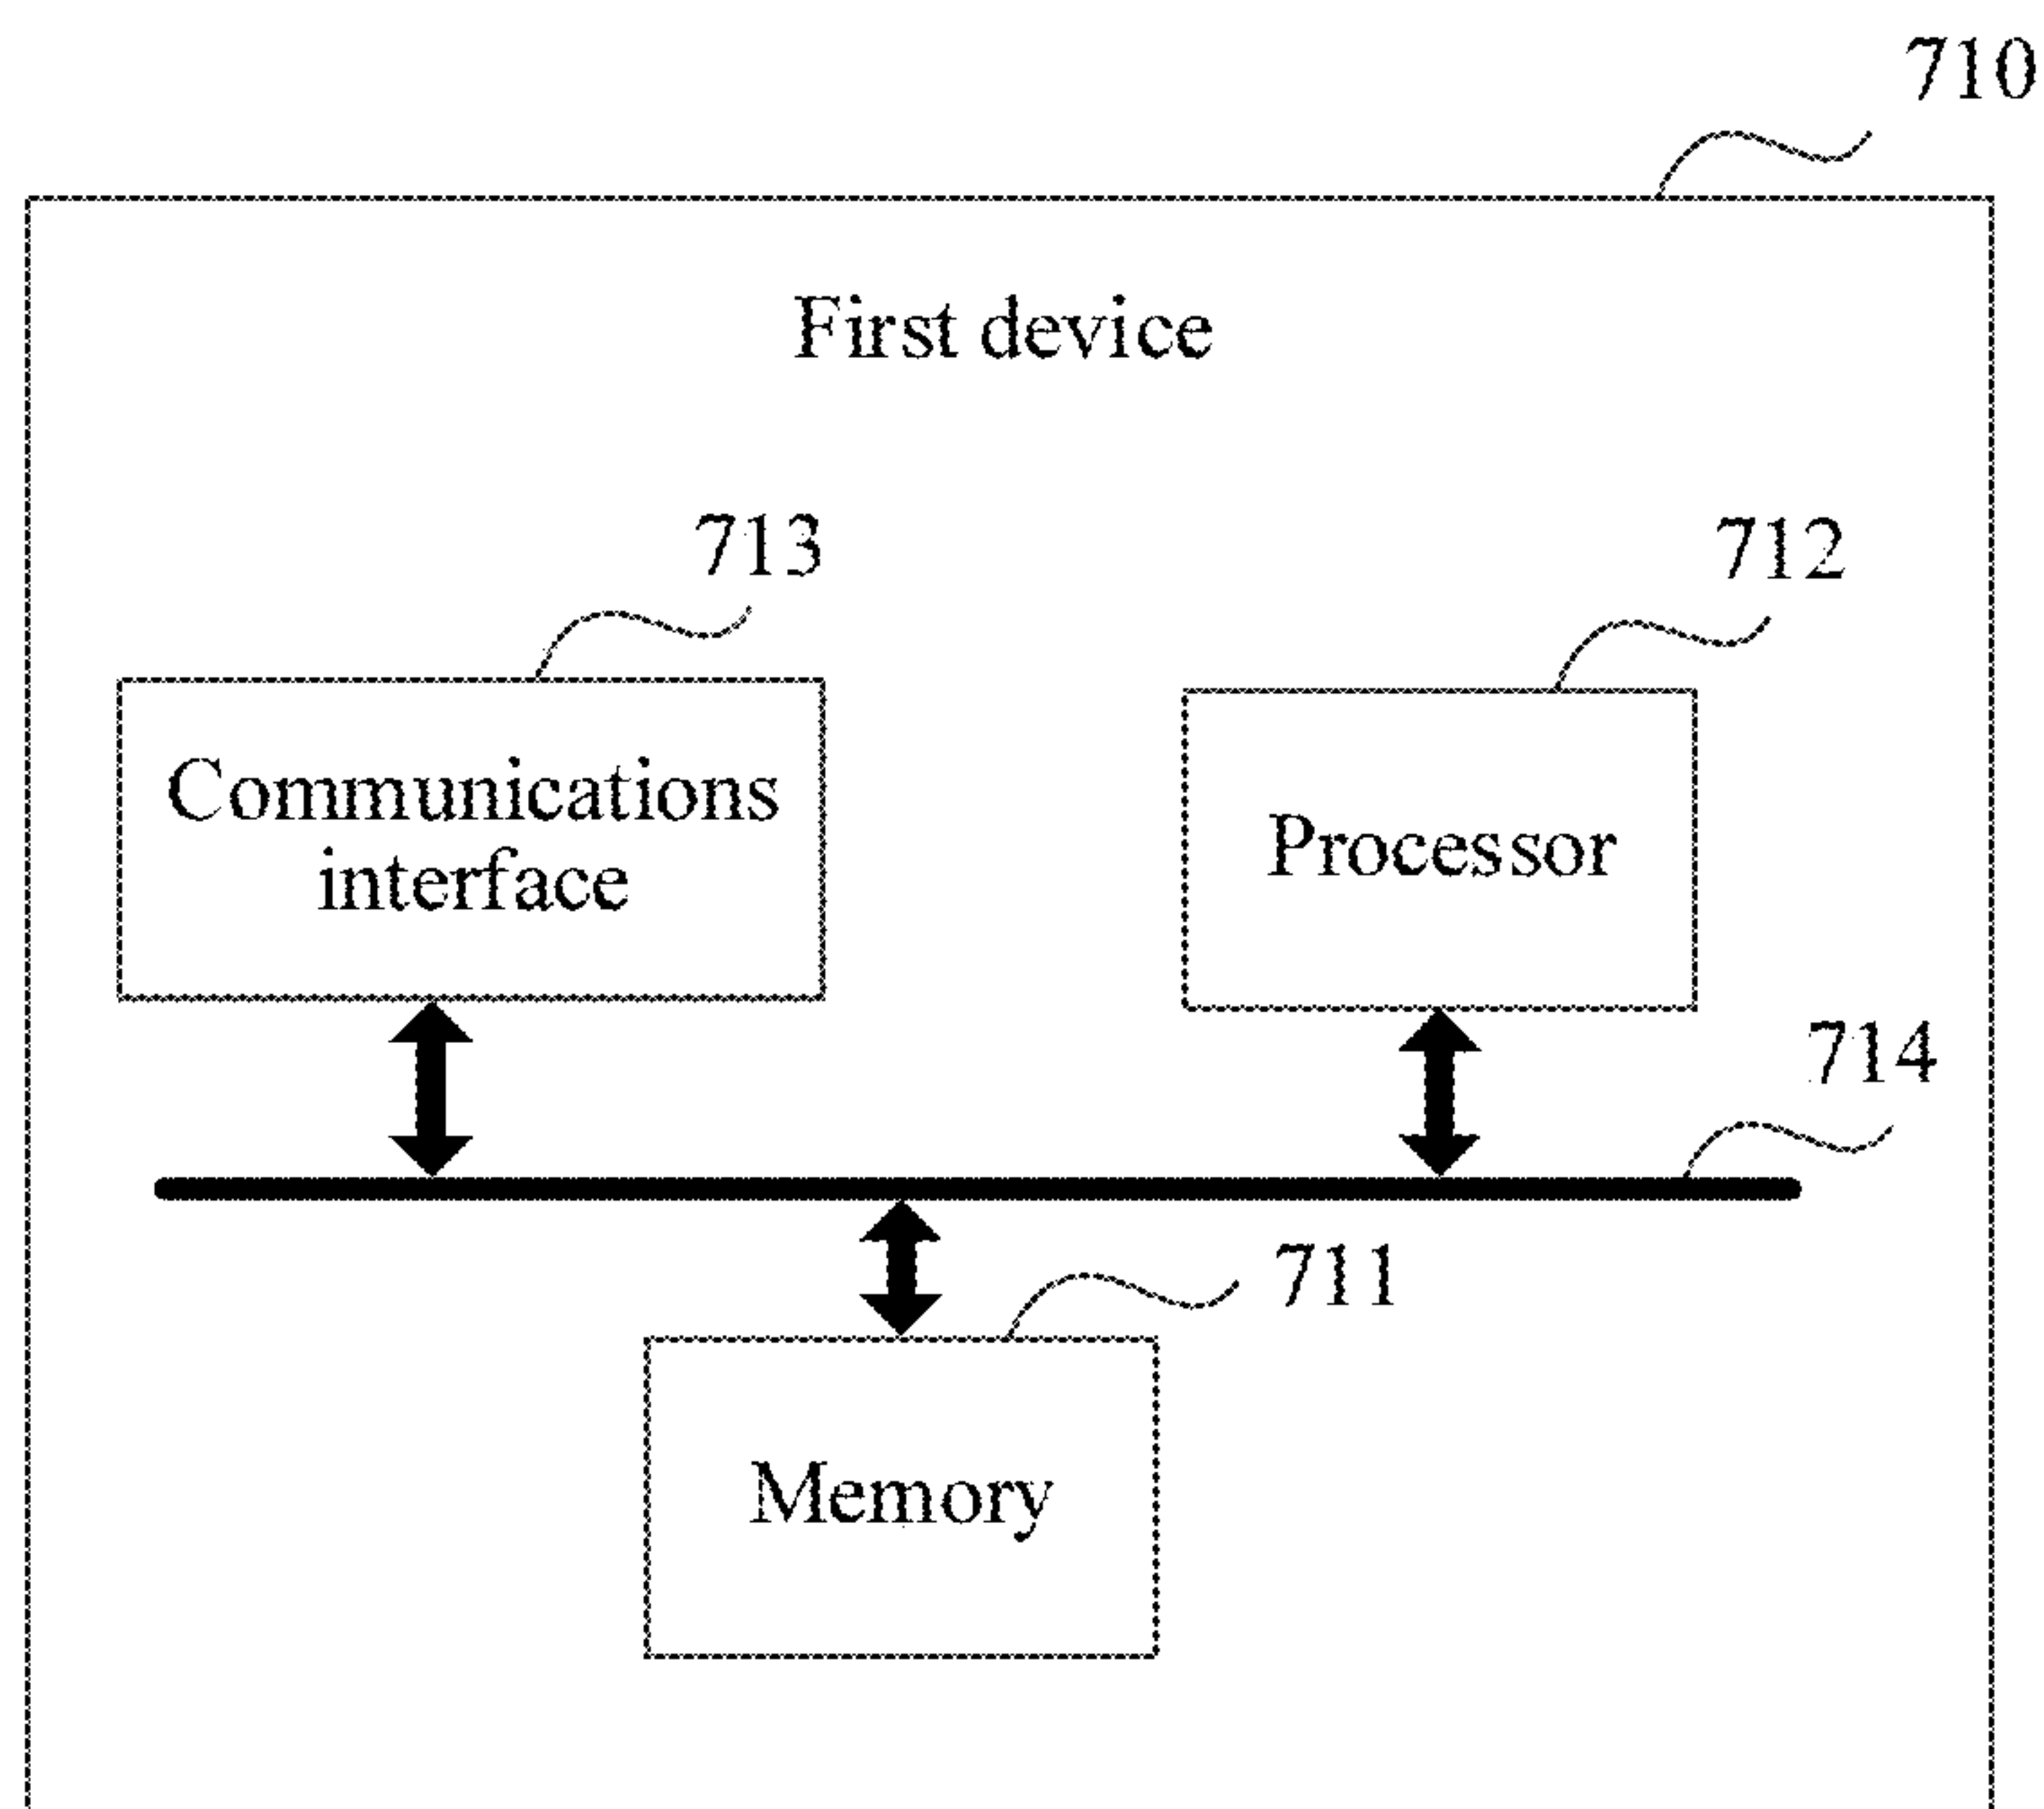 710
First device
713
712
Communications
interface
Processor
714
711
Memory